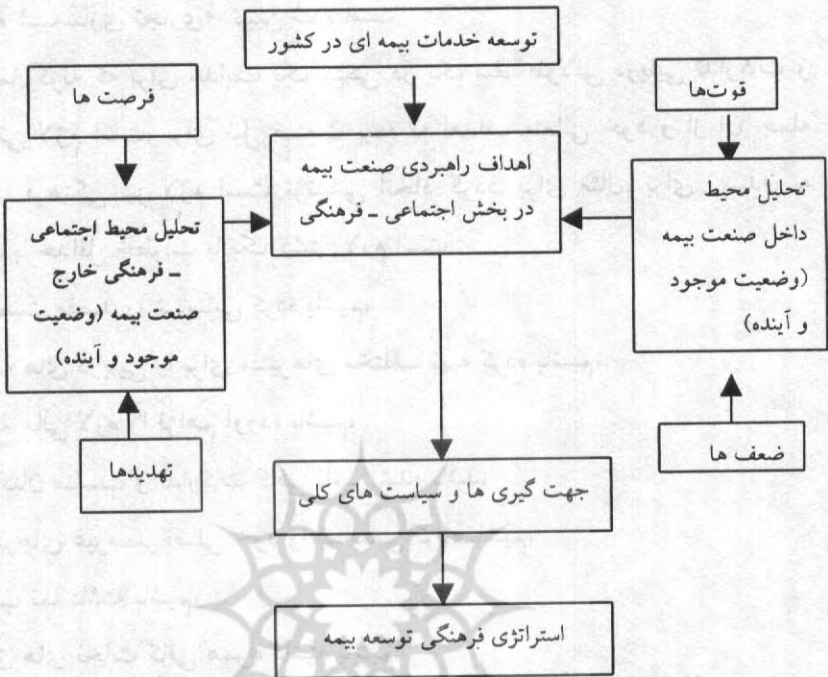 توسعه خدمات بیمه ای در کشور
قوت‌ها
فرصت ها
اهداف راهبردی صنعت بیمه
در بخش اجتماعی ـ فرهنگی
تحلیل محیط
داخل صنعت بیمه
(وضعیت موجود
و آینده)
تحلیل محیط اجتماعی
ـ فرهنگی خارج
صنعت بیمه (وضعیت
موجود و آینده)
ضعف ها
تهدیدها
جهت گیری ها و سیاست های کلی
استراتژی فرهنگی توسعه بیمه